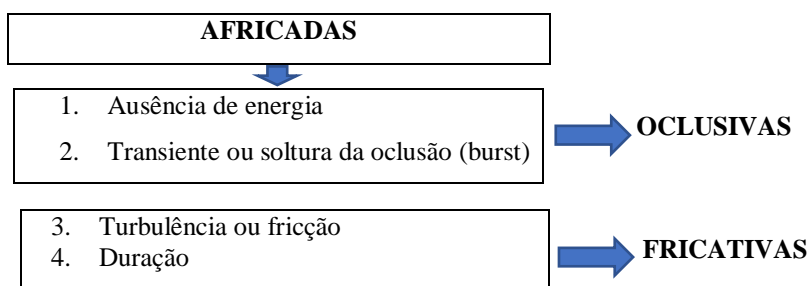 AFRICADAS
1. Ausência de energia
2. Transiente ou soltura da oclusão (burst)
OCLUSIVAS
3. Turbulência ou fricção
4. Duração
FRICATIVAS